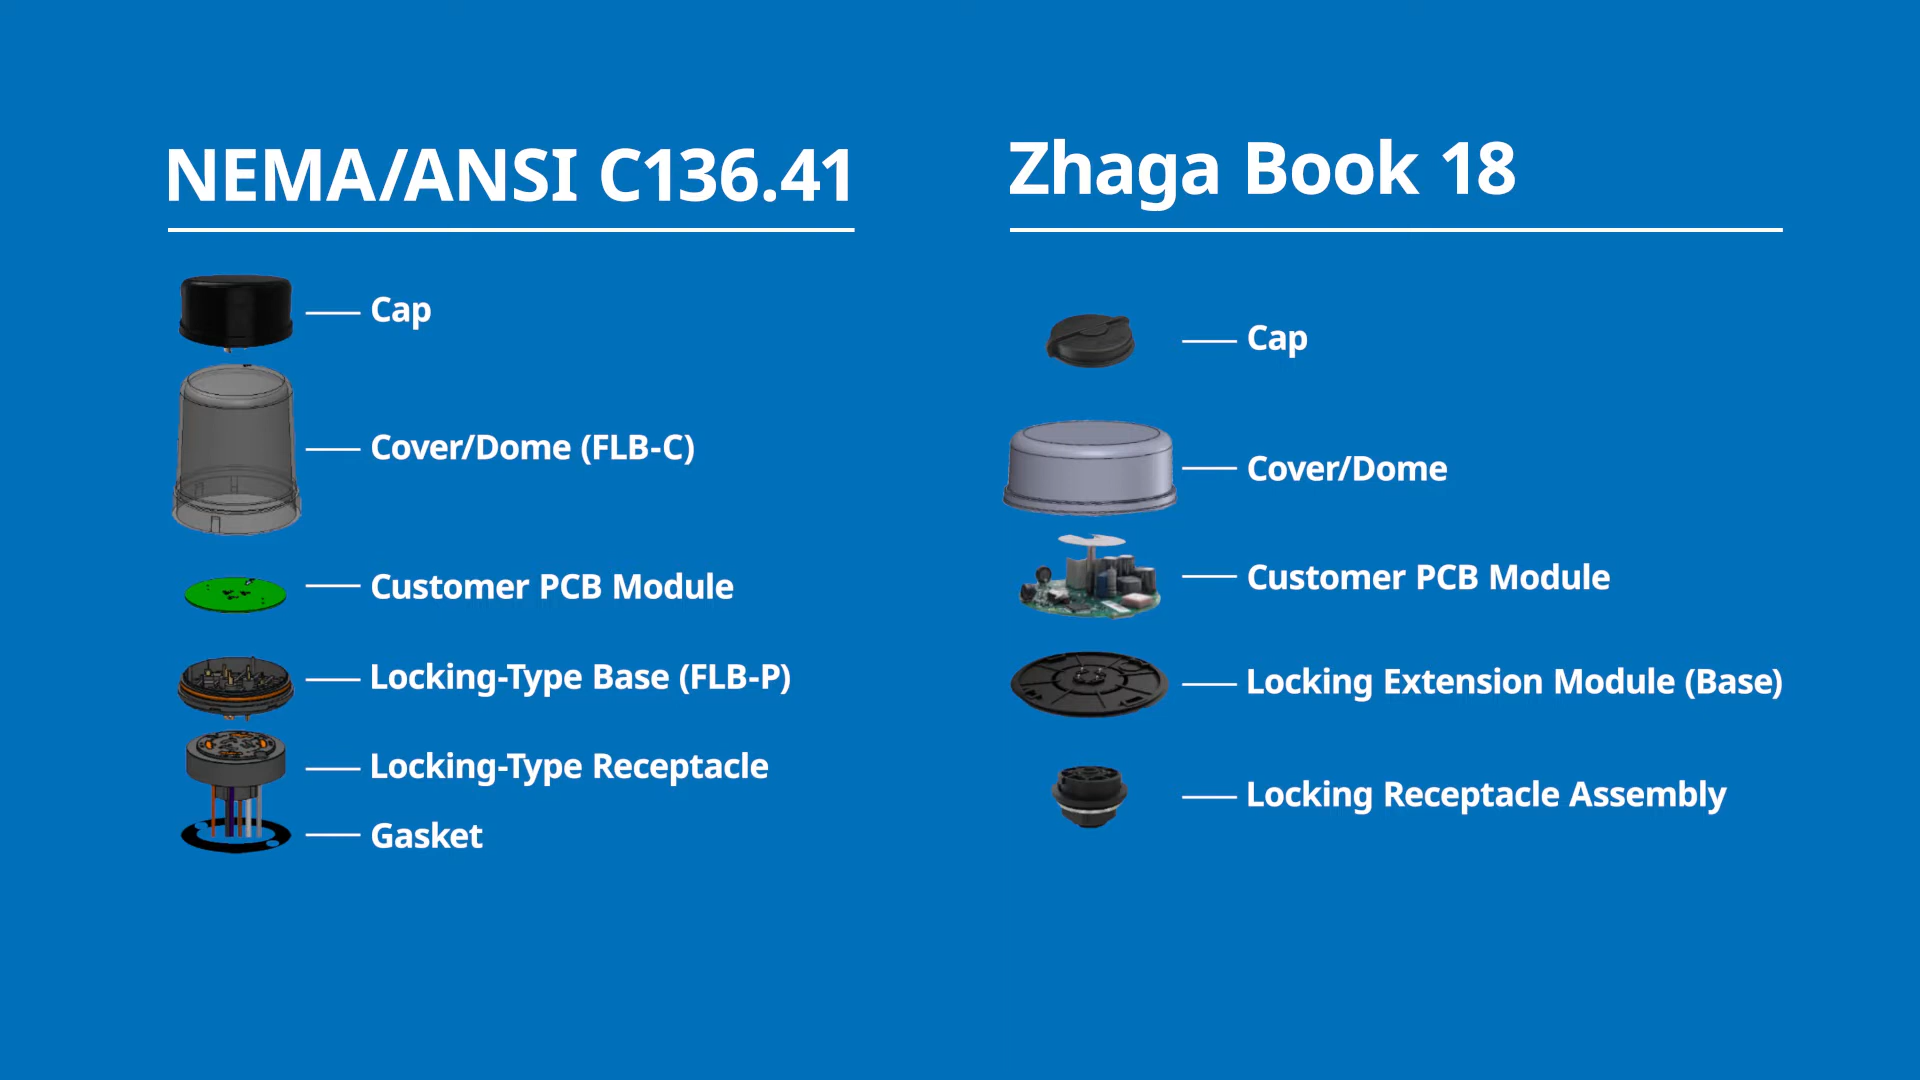 NEMA/ANSI C136.41
Cap
Cover/Dome (FLB-C)
Customer PCB Module
Locking-Type Base (FLB-P)
Locking-Type Receptacle
Gasket
Zhaga Book 18
Cap
Cover/Dome
Customer PCB Module
Locking Extension Module (Base)
Locking Receptacle Assembly